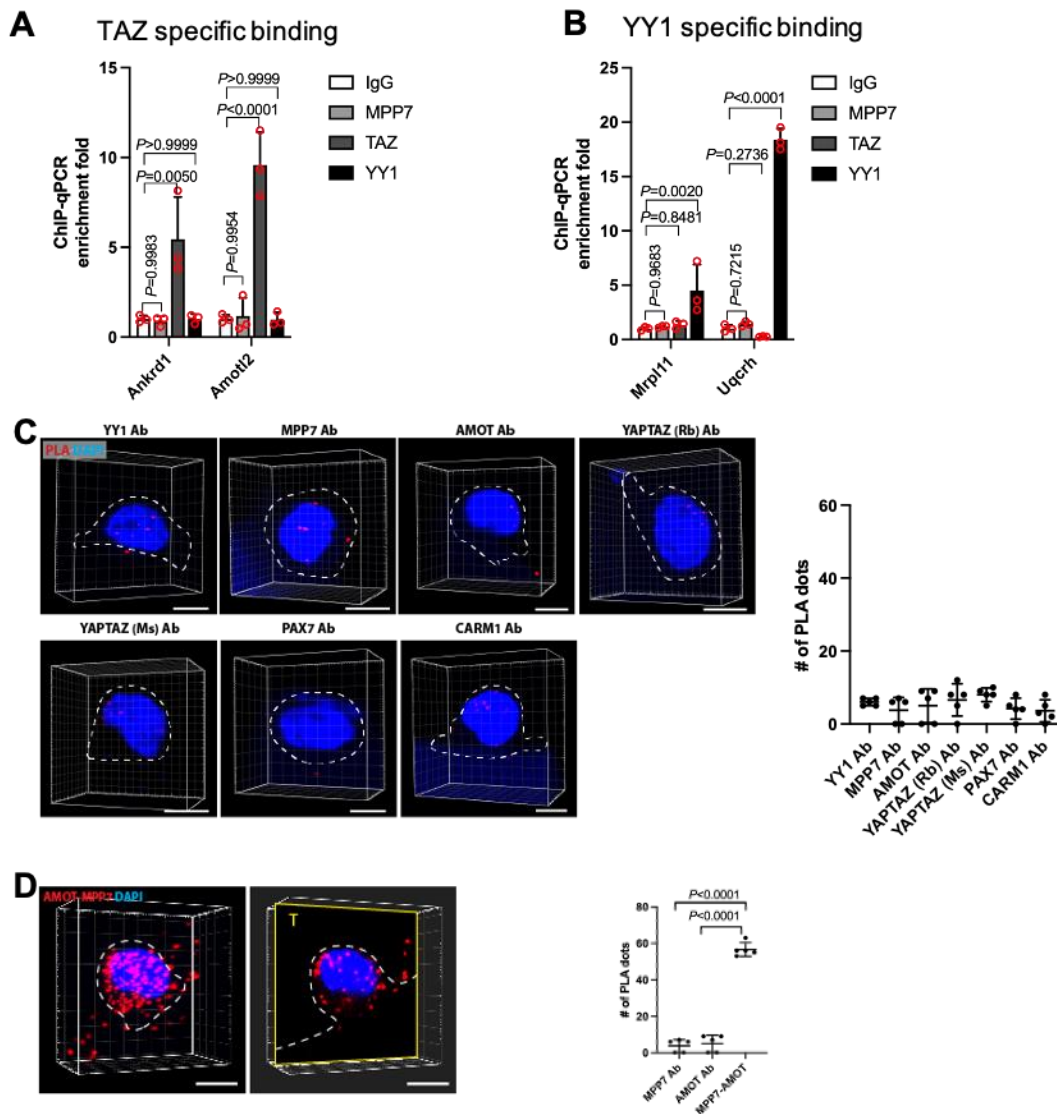 A
TAZ specific binding
ChIP-qPCR
enrichment fold
15
10
5
0
P>0.9999
P<0.0001
P>0.9999
P=0.0050
P=0.9983
P=0.9954
IgG
MPP7
TAZ
YY1
Ankrd1
Amotl2
B
YY1 specific binding
ChIP-qPCR
enrichment fold
25
20
15
10
5
0
P<0.0001
P=0.2736
P=0.0020
P=0.8481
P=0.9683
P=0.7215
IgG
MPP7
TAZ
YY1
Mrpl11
Uqcrh
C
YY1 Ab
MPP7 Ab
AMOT Ab
YAPTAZ (Rb) Ab
PLA DAPI
YAPTAZ (Ms) Ab
PAX7 Ab
CARM1 Ab
# of PLA dots
60
40
20
0
YY1 Ab
MPP7 Ab
AMOT Ab
YAPTAZ (Rb) Ab
YAPTAZ (Ms) Ab
PAX7 Ab
CARM1 Ab
D
AMOT-MPP7 DAPI
T
# of PLA dots
80
60
40
20
0
P<0.0001
P<0.0001
MPP7 Ab
AMOT Ab
MPP7-AMOT